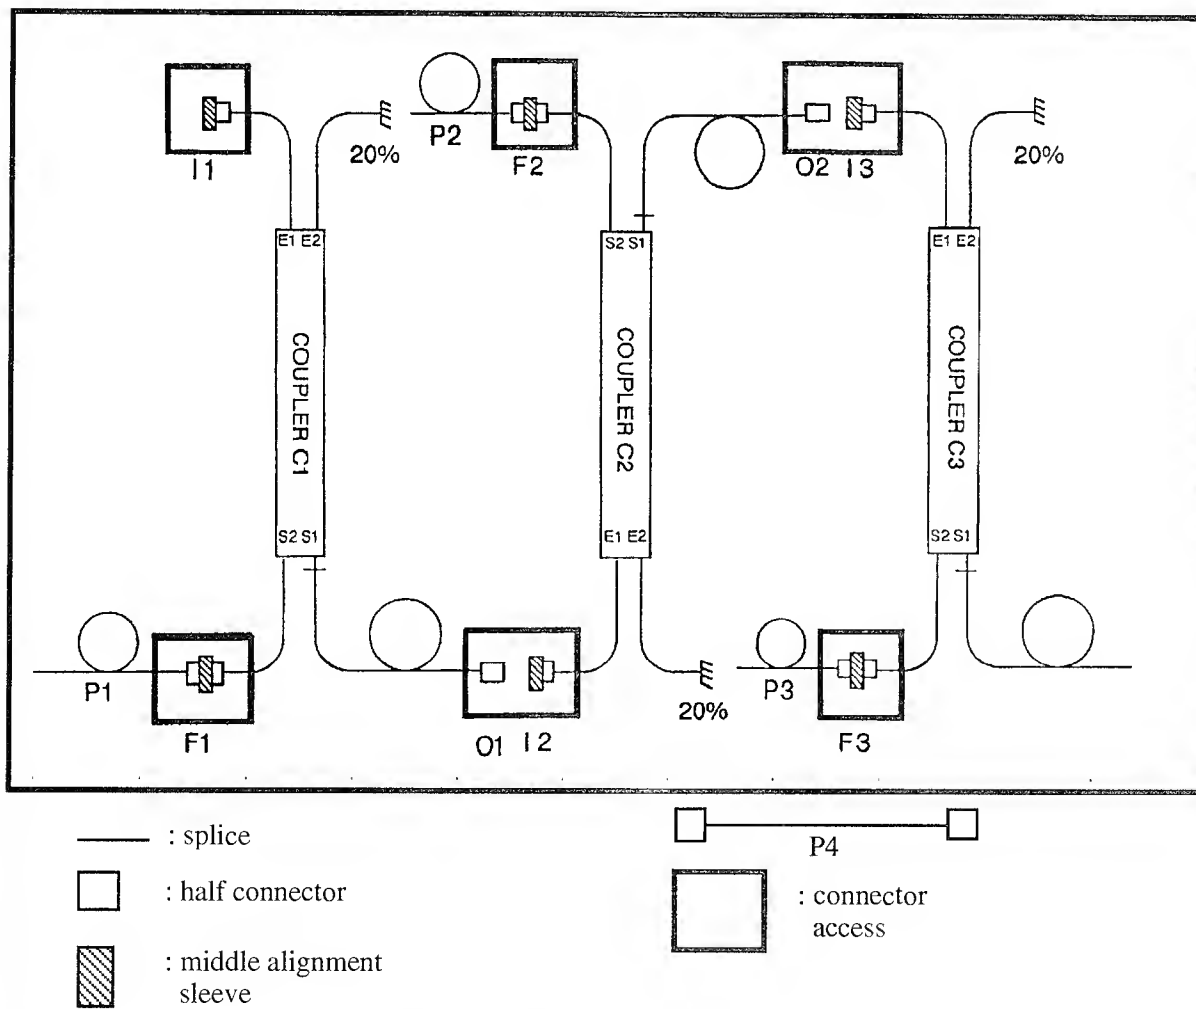 I1
20%
P2
F2
O2 I3
20%
E1 E2
S2 S1
E1 E2
COUPLER C1
COUPLER C2
COUPLER C3
S2 S1
E1 E2
S2 S1
P1
F1
O1 I2
20%
P3
F3
: splice
: half connector
: middle alignment
sleeve
P4
: connector
access